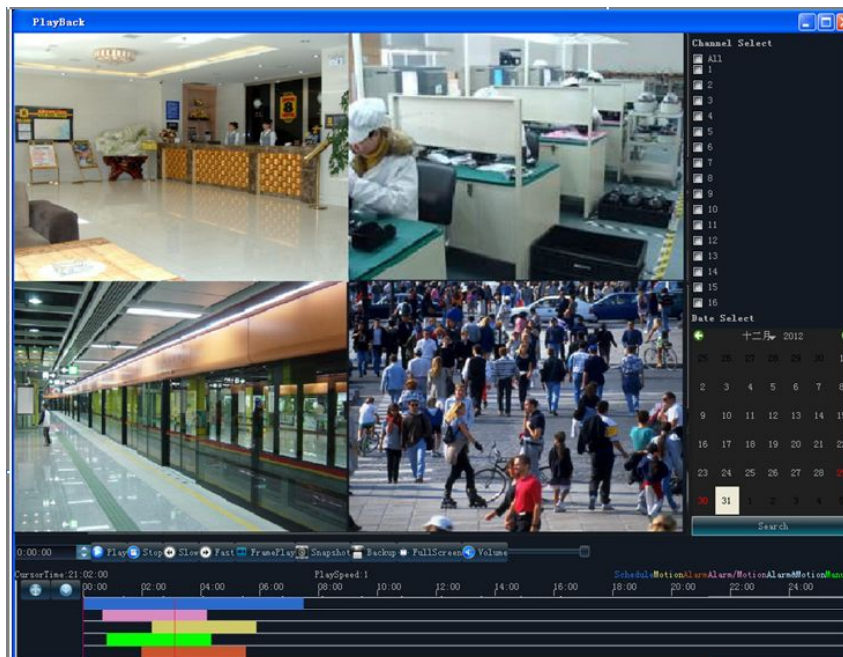 PlayBack
Channel Select
All
1
2
3
4
5
6
7
8
9
10
11
12
13
14
15
16
Date Select
十二月 2012
25 26 27 28 29 30 1
2 3 4 5 6 7 8
9 10 11 12 13 14 15
16 17 18 19 20 21 22
23 24 25 26 27 28 29
30 31 1 2 3 4 5
Search
0:00:00 Play Stop Slow Fast FramePlay Snapshot Backup FullScreen Volume
CursorTime:21:02:00 PlaySpeed:1 Schedule Motion Alarm Alarm/Motion Alarm&Motion Manu
00:00 02:00 04:00 06:00 08:00 10:00 12:00 14:00 16:00 18:00 20:00 22:00 24:00
8